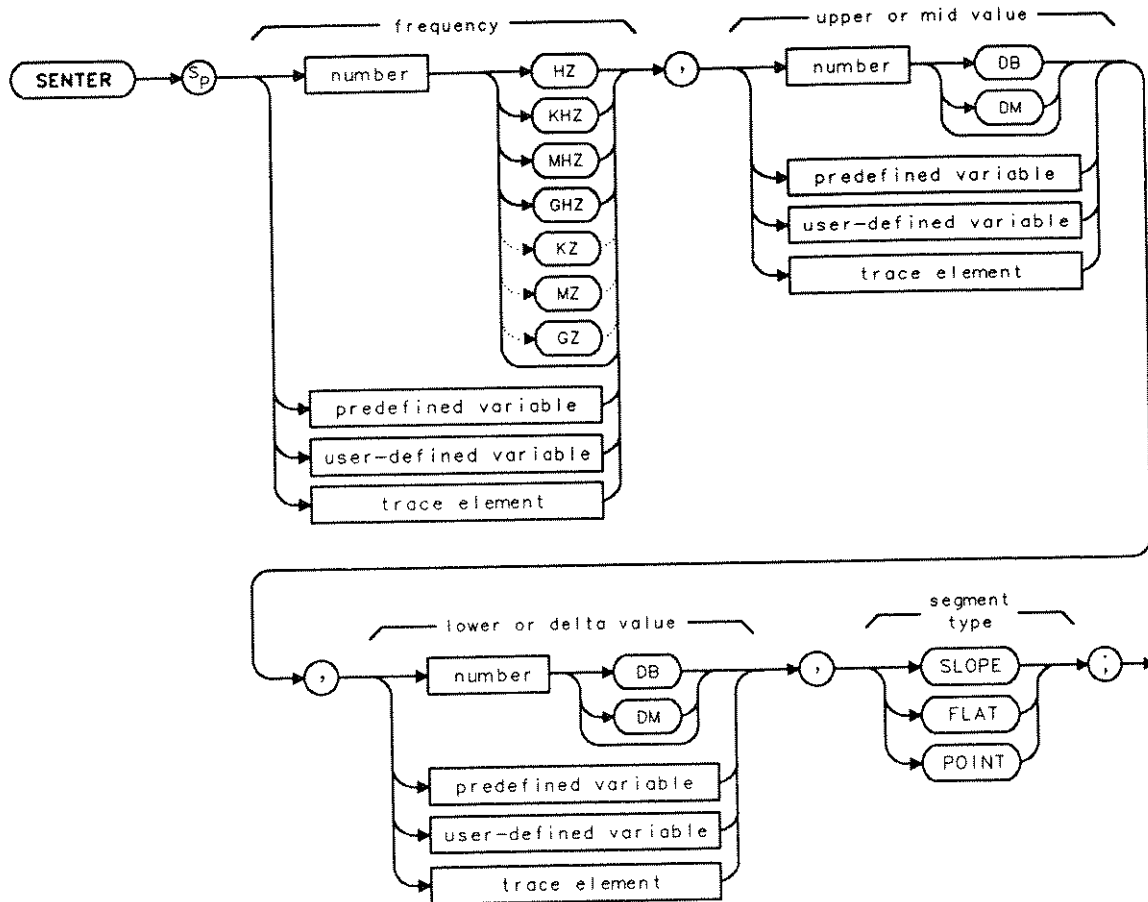 frequency
upper or mid value
SENTER
Sp
number
HZ
,
number
DB
KHZ
DM
MHZ
predefined variable
GHZ
user-defined variable
KZ
trace element
MZ
GZ
predefined variable
user-defined variable
trace element
lower or delta value
segment
type
,
number
DB
,
SLOPE
;
DM
FLAT
POINT
predefined variable
user-defined variable
trace element